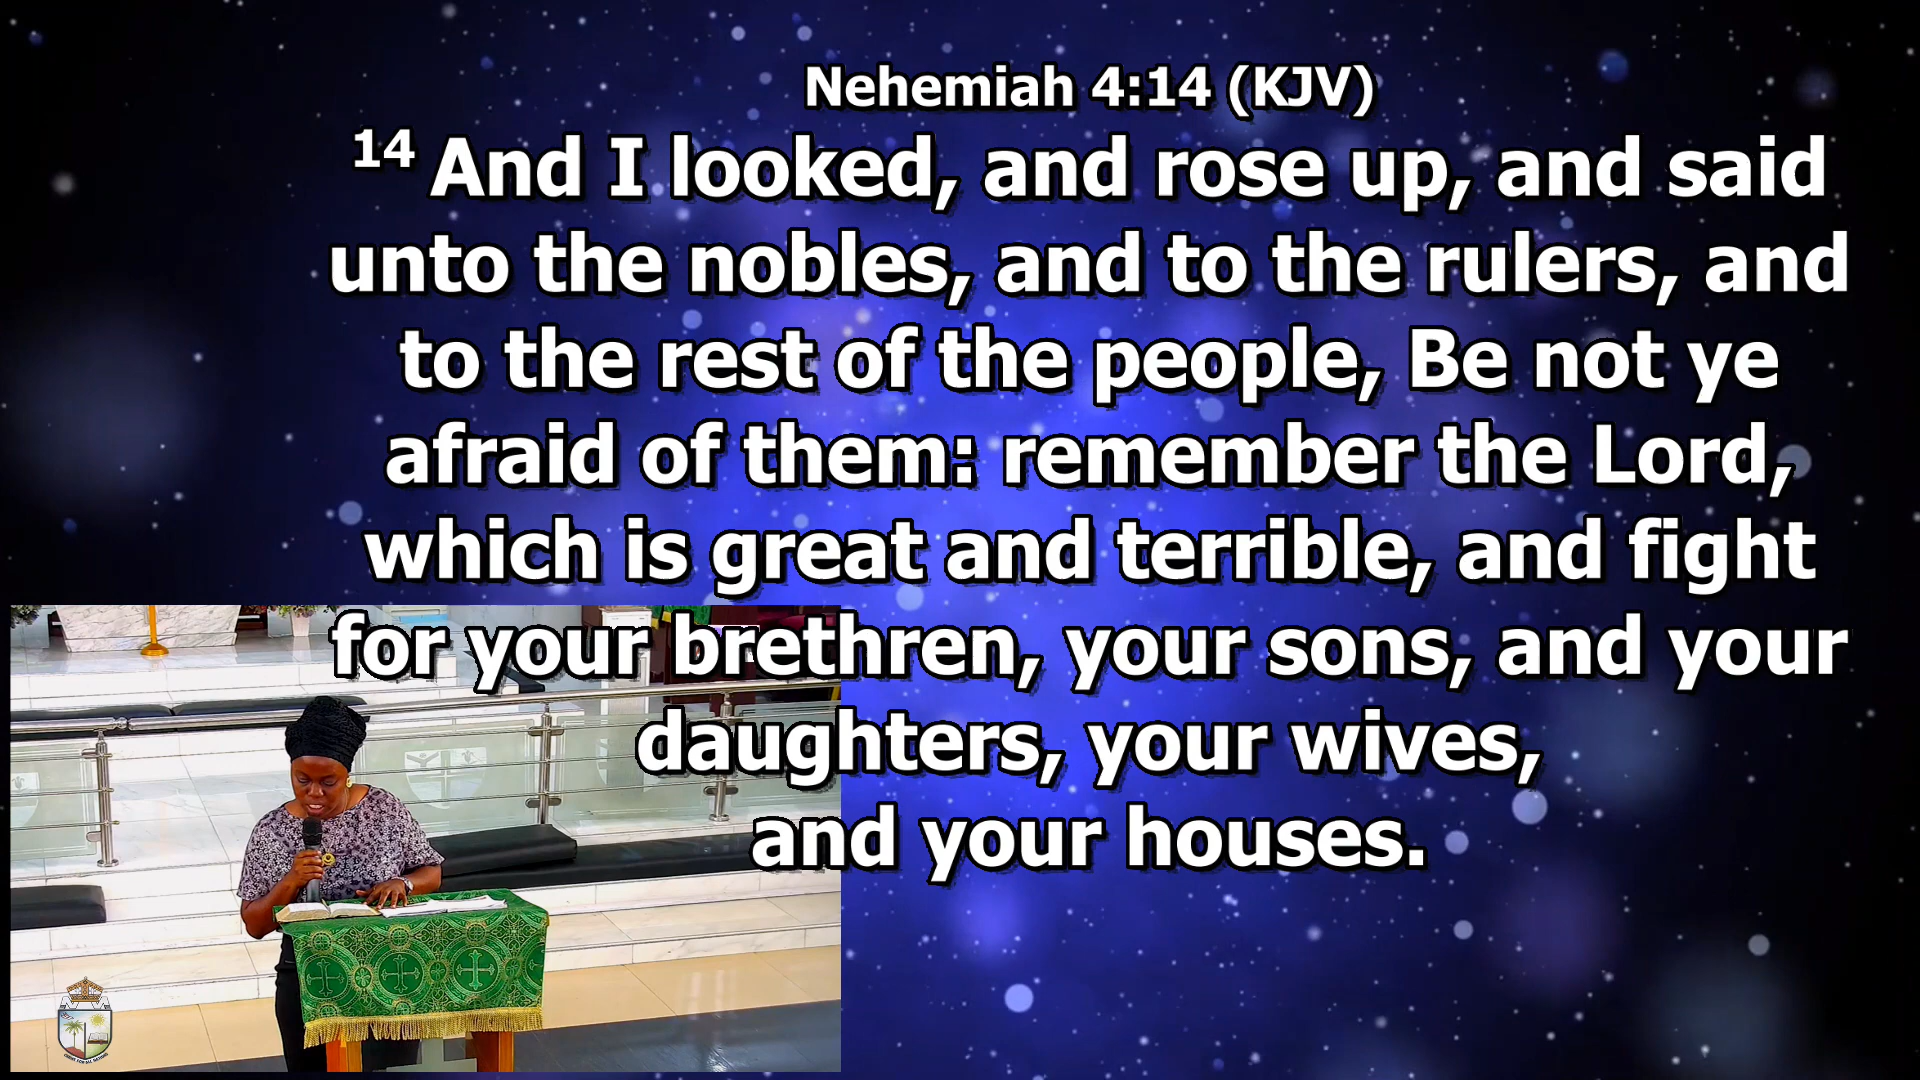 Nehemiah 4:14 (KJV)
14 And I looked, and rose up, and said
unto the nobles, and to the rulers, and
to the rest of the people, Be not ye
afraid of them: remember the Lord,
which is great and terrible, and fight
for your brethren, your sons, and your
daughters, your wives,
and your houses.